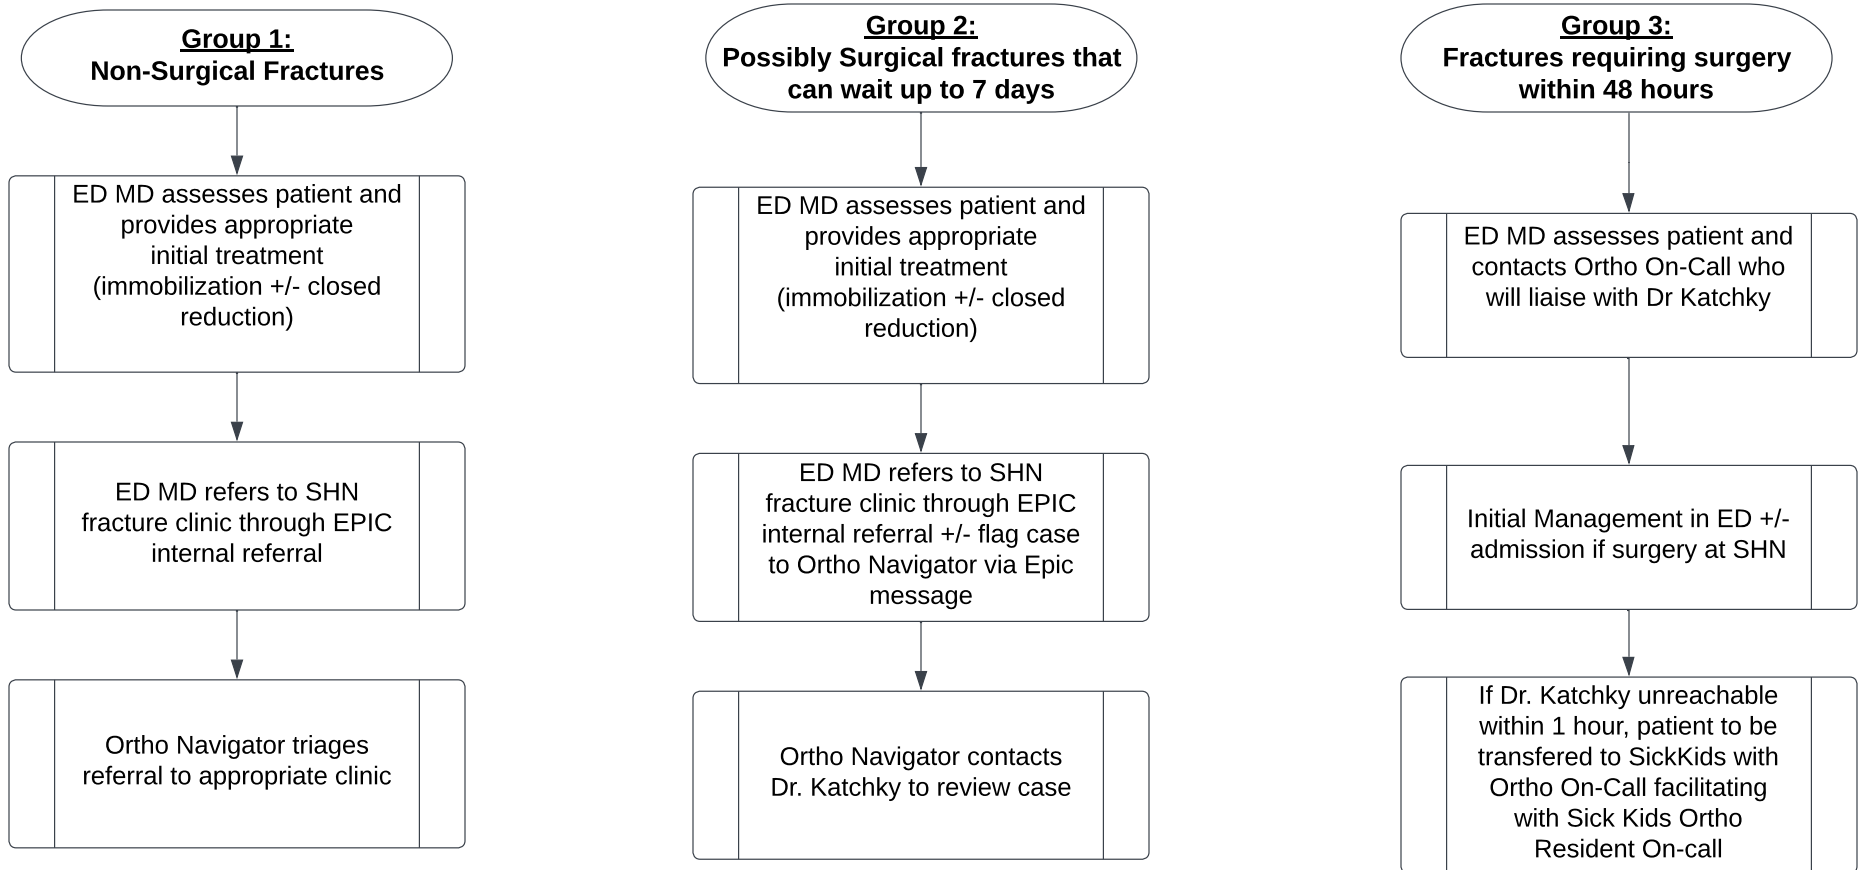 Group 1:
Non-Surgical Fractures
ED MD assesses patient and
provides appropriate
initial treatment
(immobilization +/- closed
reduction)
ED MD refers to SHN
fracture clinic through EPIC
internal referral
Ortho Navigator triages
referral to appropriate clinic
Group 2:
Possibly Surgical fractures that
can wait up to 7 days
ED MD assesses patient and
provides appropriate
initial treatment
(immobilization +/- closed
reduction)
ED MD refers to SHN
fracture clinic through EPIC
internal referral +/- flag case
to Ortho Navigator via Epic
message
Ortho Navigator contacts
Dr. Katchky to review case
Group 3:
Fractures requiring surgery
within 48 hours
ED MD assesses patient and
contacts Ortho On-Call who
will liaise with Dr Katchky
Initial Management in ED +/-
admission if surgery at SHN
If Dr. Katchky unreachable
within 1 hour, patient to be
transfered to SickKids with
Ortho On-Call facilitating
with Sick Kids Ortho
Resident On-call